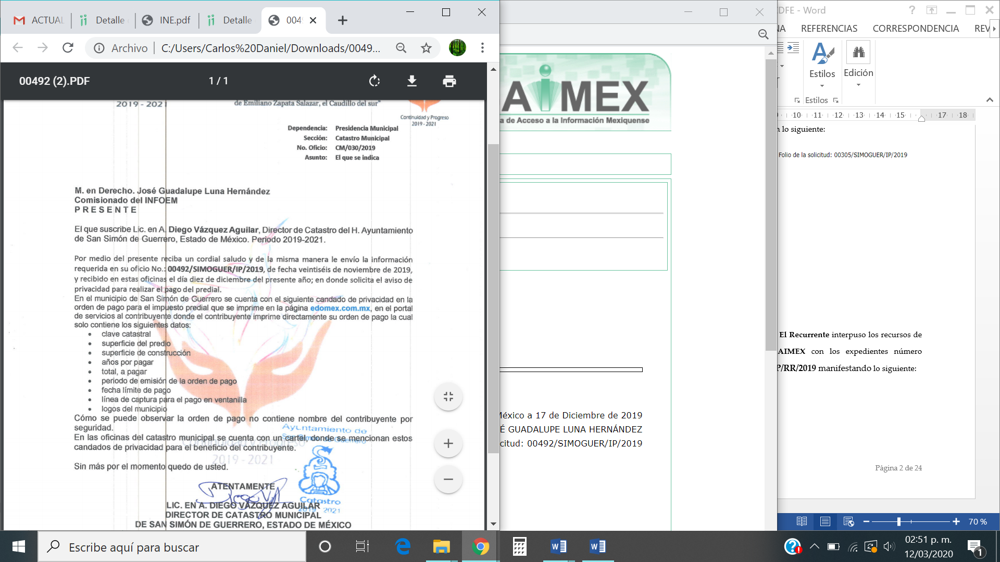 ACTUAL
Detalle
INE.pdf
Detalle
Archivo
C:/Users/Carlos%20Daniel/Downloads/0049...
00492 (2).PDF
1 / 1
2019 - 2021
de Emiliano Zapata Salazar, el Caudillo del sur"
Continuidad y Progreso
2019 - 2021
Dependencia: Presidencia Municipal
Sección: Catastro Municipal
No. Oficio: CM/030/2019
Asunto: El que se indica
M. en Derecho. José Guadalupe Luna Hernández
Comisionado del INFOEM
P R E S E N T E
El que suscribe Lic. en A. Diego Vázquez Aguilar, Director de Catastro del H. Ayuntamiento
de San Simón de Guerrero, Estado de México. Periodo 2019-2021.
Por medio del presente reciba un cordial saludo y de la misma manera le envío la información
requerida en su oficio No.: 00492/SIMOGUER/IP/2019, de fecha veintiséis de noviembre de 2019,
y recibido en estas oficinas el día diez de diciembre del presente año; en donde solicita el aviso de
privacidad para realizar el pago del predial.
En el municipio de San Simón de Guerrero se cuenta con el siguiente candado de privacidad en la
orden de pago para el impuesto predial que se imprime en la página edomex.com.mx, en el portal
de servicios al contribuyente donde el contribuyente imprime directamente su orden de pago la cual
solo contiene los siguientes datos:
• clave catastral
• superficie del predio
• superficie de construcción
• años por pagar
• total, a pagar
• periodo de emisión de la orden de pago
• fecha límite de pago
• línea de captura para el pago en ventanilla
• logos del municipio
Cómo se puede observar la orden de pago no contiene nombre del contribuyente por
seguridad.
En las oficinas del catastro municipal se cuenta con un cartel, donde se mencionan estos
candados de privacidad para el beneficio del contribuyente.
Continuidad y Progreso
2019 - 2021
Sin más por el momento quedo de usted.
Ayuntamiento de
San Simón de Guerrero
Catastro
2019 - 2021
ATENTAMENTE
LIC. EN A. DIEGO VÁZQUEZ AGUILAR
DIRECTOR DE CATASTRO MUNICIPAL
DE SAN SIMÓN DE GUERRERO, ESTADO DE MÉXICO
AIMEX
a de Acceso a la Información Mexiquense
México a 17 de Diciembre de 2019
É GUADALUPE LUNA HERNÁNDEZ
citud: 00492/SIMOGUER/IP/2019
DFE - Word
NA REFERENCIAS CORRESPONDENCIA REV
Estilos
Edición
Estilos
10 11 12 13 14 15 17 18
n lo siguiente:
Folio de la solicitud: 00305/SIMOGUER/IP/2019
El Recurrente interpuso los recursos de
AIMEX con los expedientes número
P/RR/2019 manifestando lo siguiente:
Página 2 de 24
70 %
Escribe aquí para buscar
02:51 p. m.
12/03/2020
1